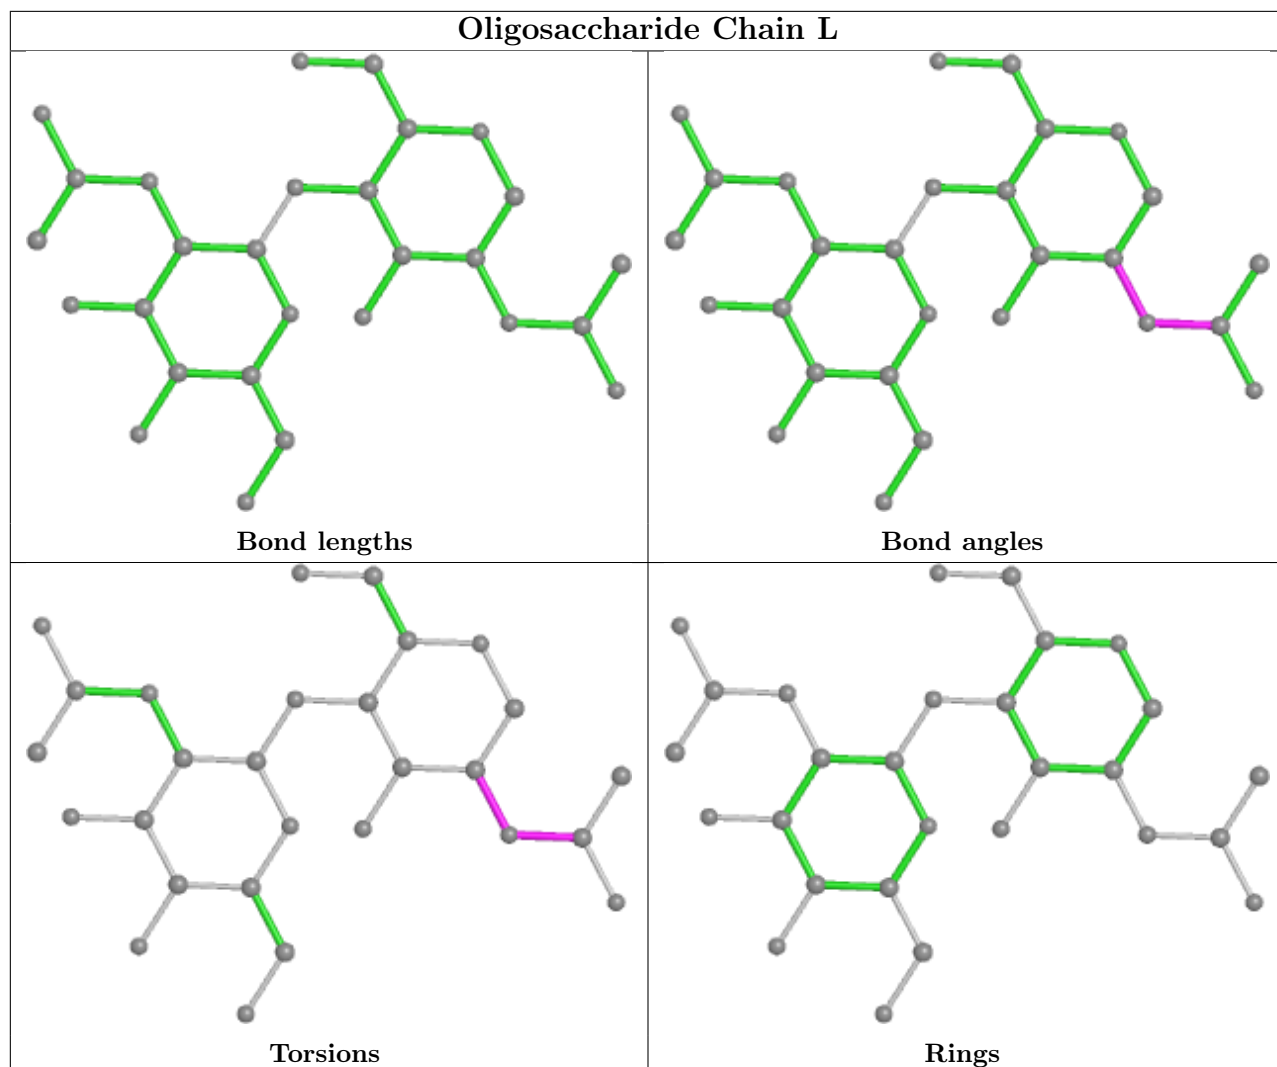 Oligosaccharide Chain L
Bond lengths
Bond angles
Torsions
Rings